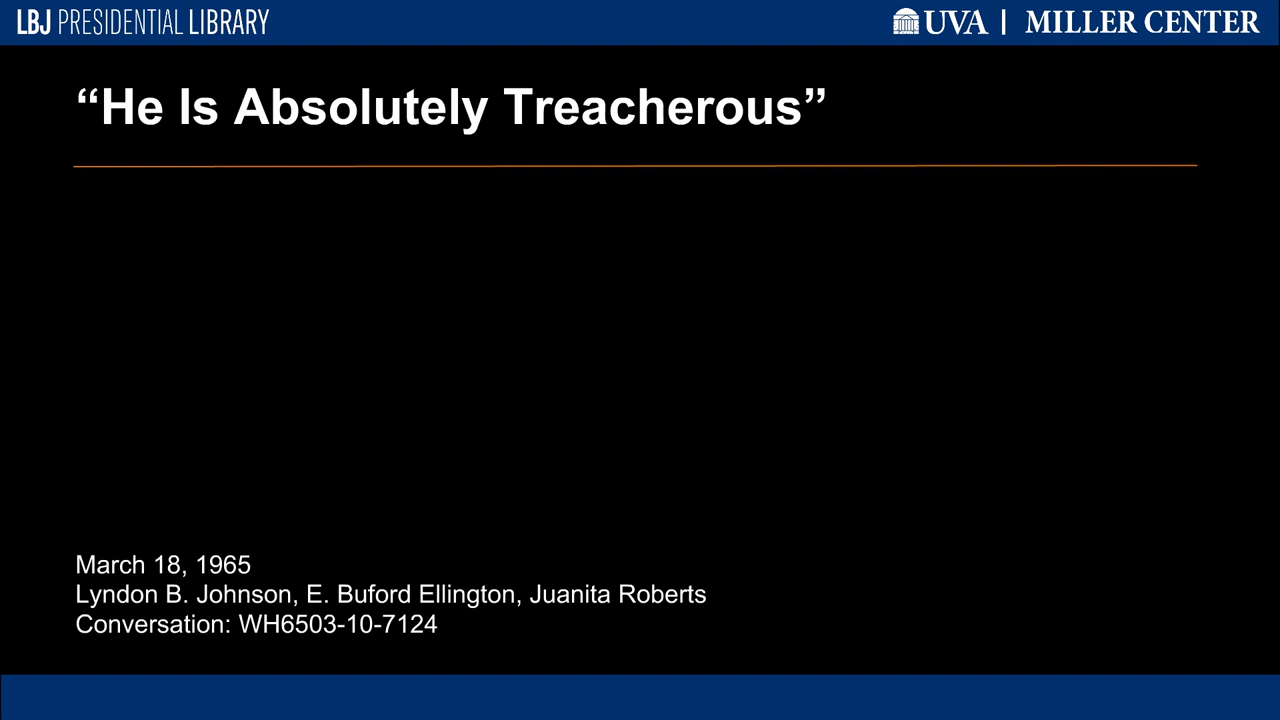 LBJ PRESIDENTIAL LIBRARY
UVA | MILLER CENTER
“He Is Absolutely Treacherous”
March 18, 1965
Lyndon B. Johnson, E. Buford Ellington, Juanita Roberts
Conversation: WH6503-10-7124